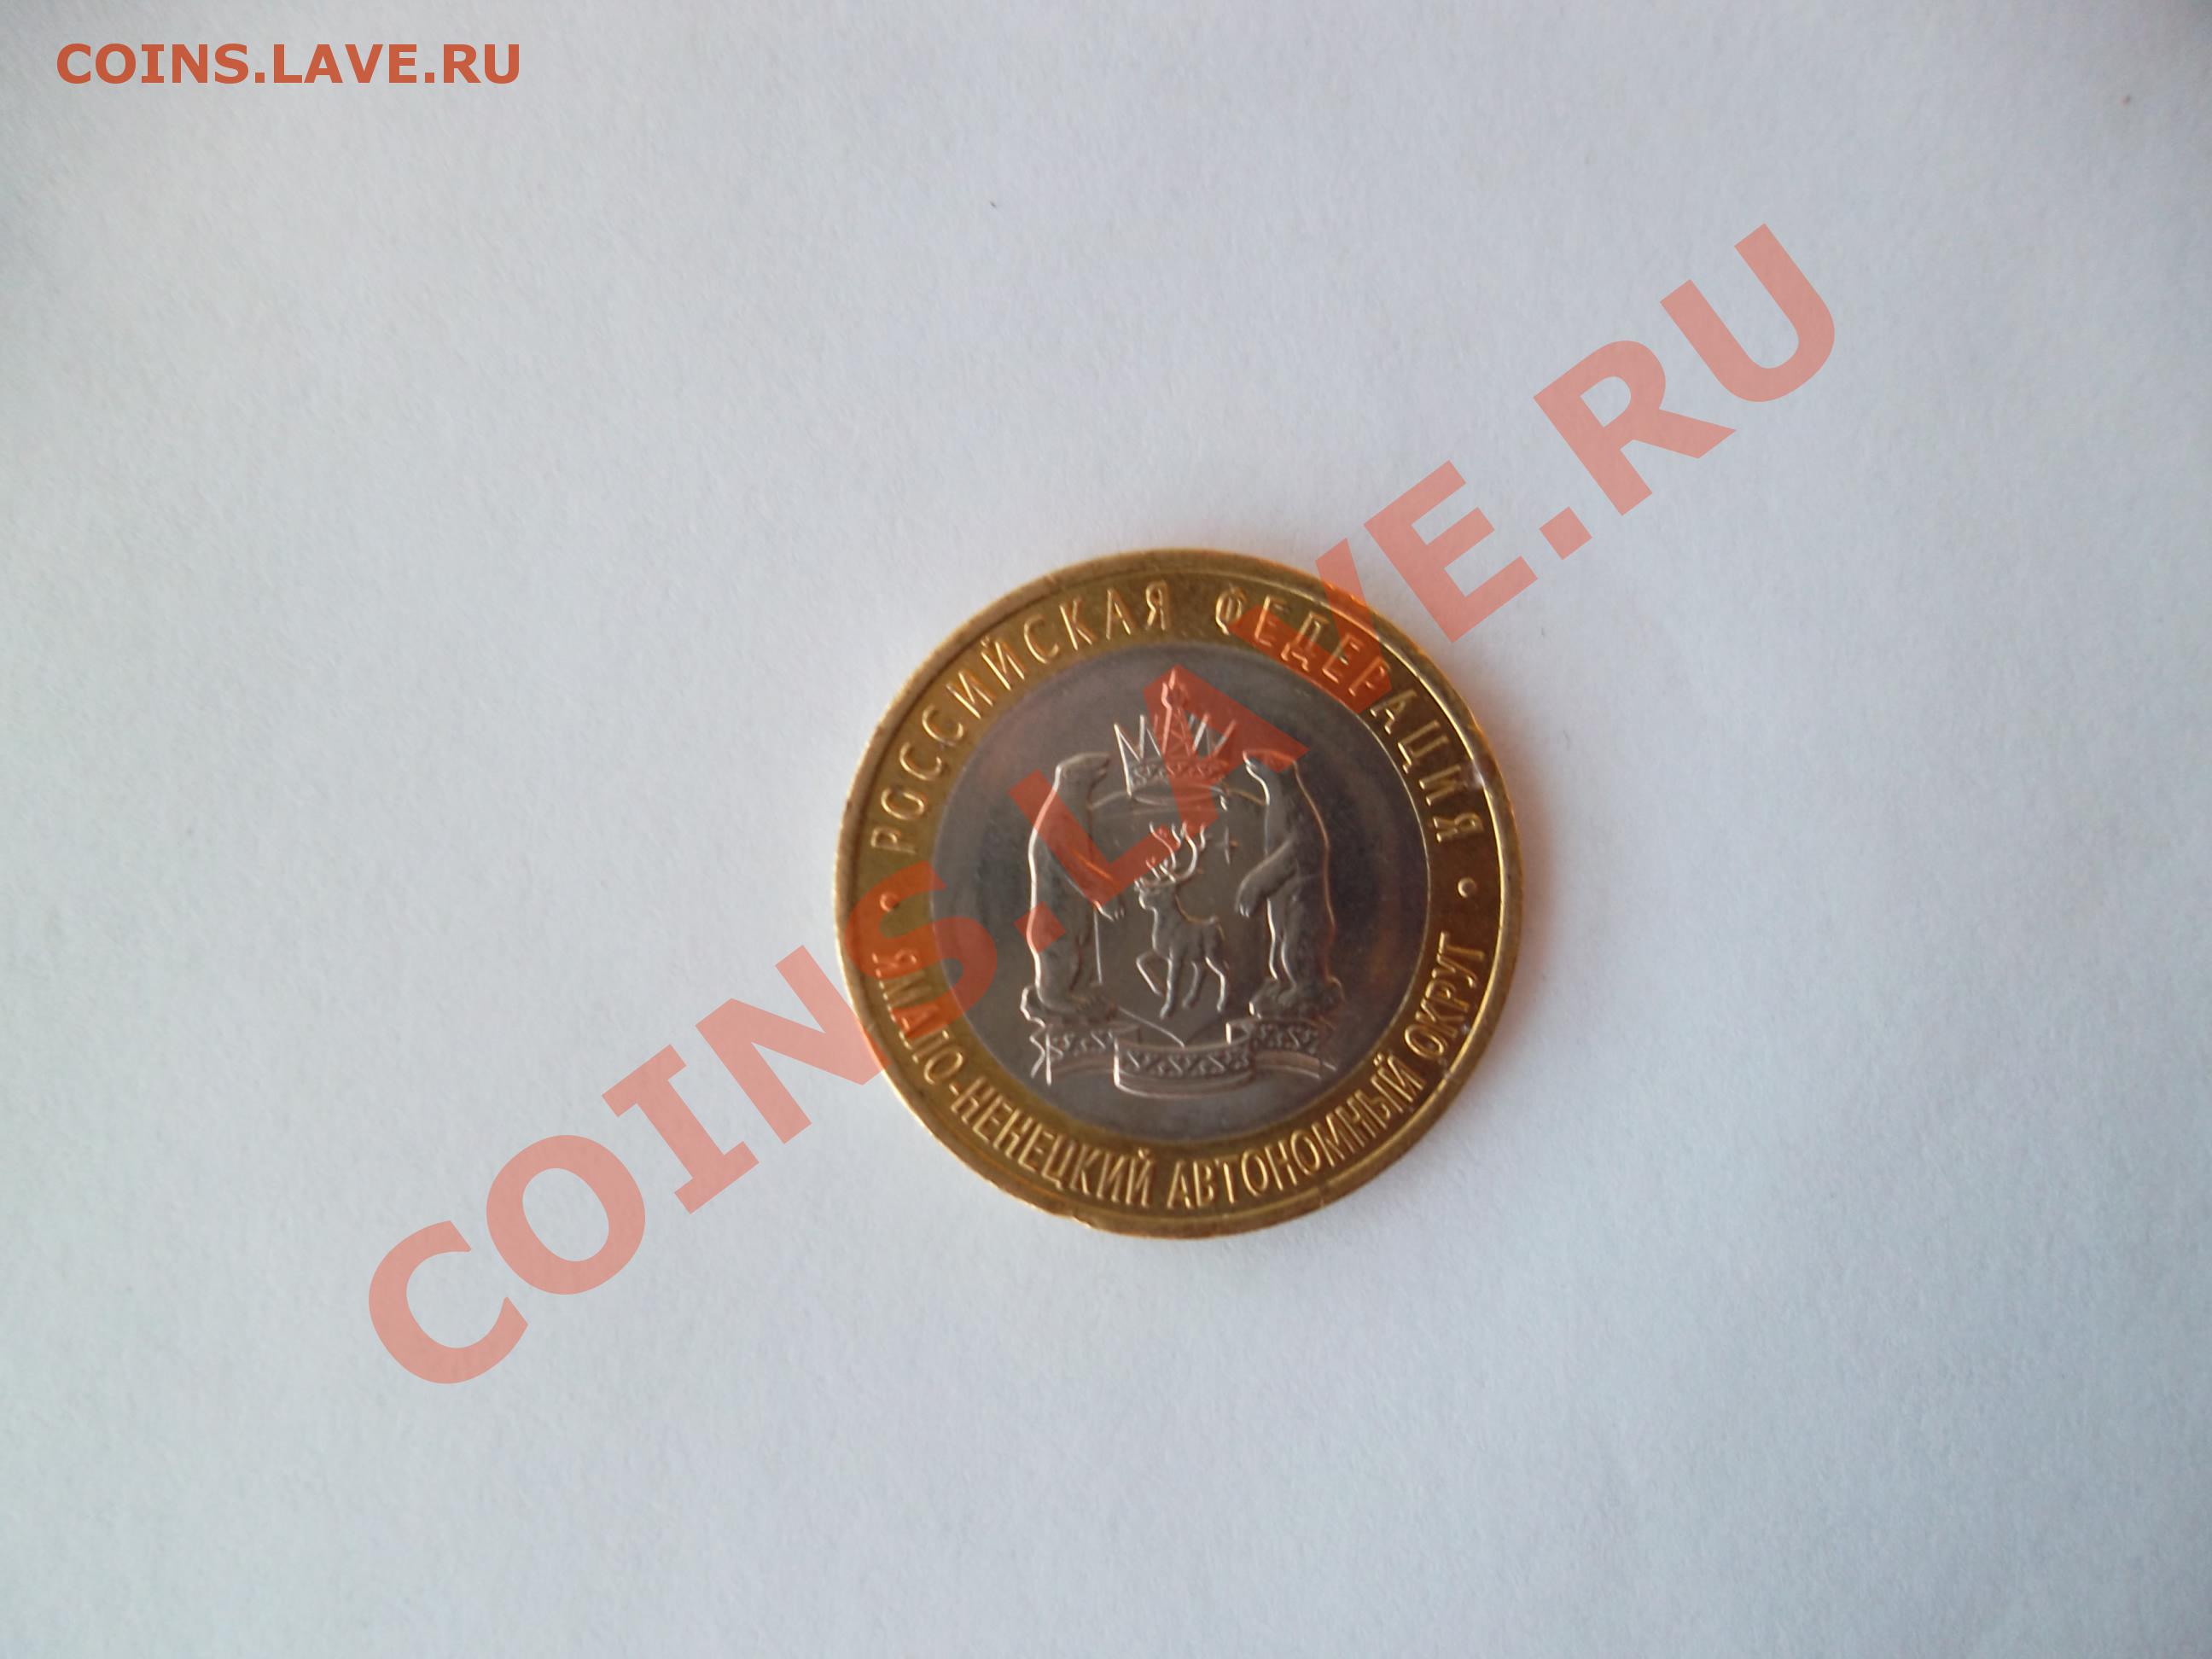 COINS.LAVE.RU
COINS.LAVE.RU
РОССИЙСКАЯ ФЕДЕРАЦИЯ
• ЯМАЛО-НЕНЕЦКИЙ АВТОНОМНЫЙ ОКРУГ •